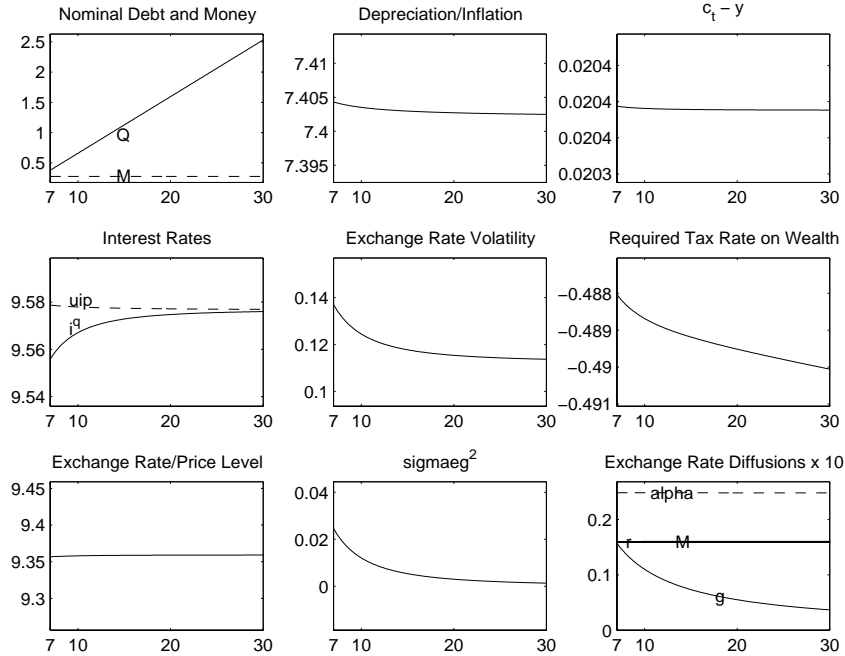 Nominal Debt and Money
2.5
2
1.5
1
0.5
Q
M
7 10 20 30
Depreciation/Inflation
7.41
7.405
7.4
7.395
7 10 20 30
c_t − y
0.0204
0.0204
0.0204
0.0203
7 10 20 30
Interest Rates
9.58
9.56
9.54
uip
i^q
7 10 20 30
Exchange Rate Volatility
0.14
0.12
0.1
7 10 20 30
Required Tax Rate on Wealth
−0.488
−0.489
−0.49
−0.491
7 10 20 30
Exchange Rate/Price Level
9.45
9.4
9.35
9.3
7 10 20 30
sigmaeg^2
0.04
0.02
0
7 10 20 30
Exchange Rate Diffusions x 10
0.2
0.1
0
alpha
r
M
g
7 10 20 30